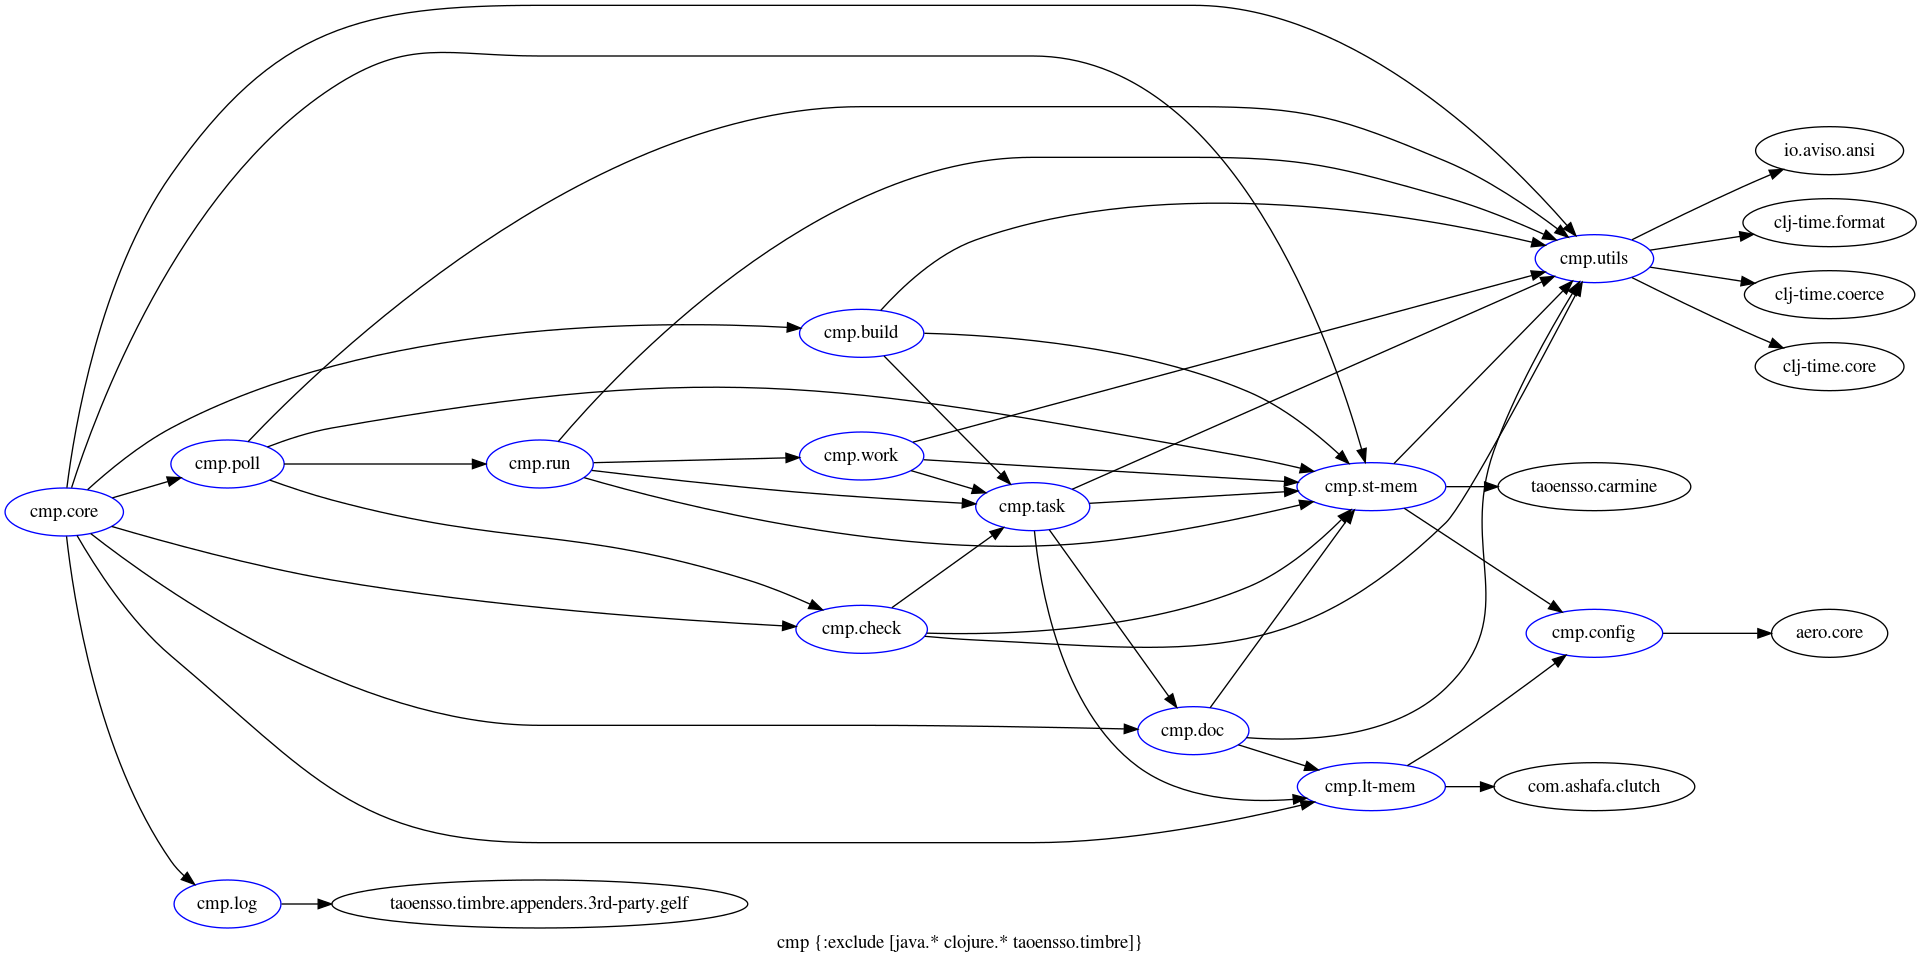 io.aviso.ansi
clj-time.format
cmp.utils
clj-time.coerce
cmp.build
clj-time.core
cmp.poll
cmp.run
cmp.work
cmp.st-mem
taoensso.carmine
cmp.core
cmp.task
cmp.check
cmp.config
aero.core
cmp.doc
cmp.lt-mem
com.ashafa.clutch
cmp.log
taoensso.timbre.appenders.3rd-party.gelf
cmp {:exclude [java.* clojure.* taoensso.timbre]}